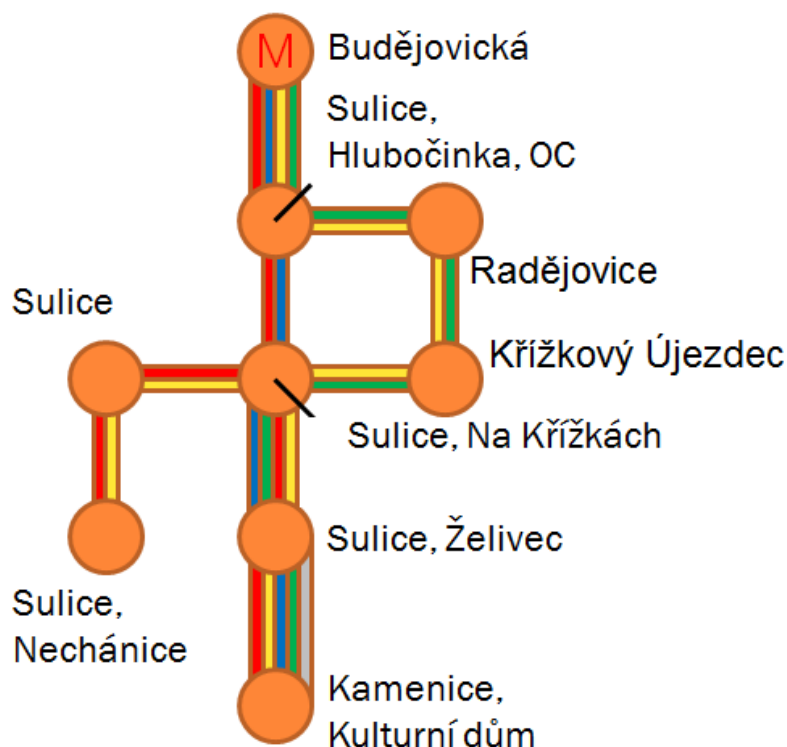 M
Budějovická
Sulice,
Hlubočinka, OC
Radějovice
Sulice
Křížkový Újezdec
Sulice, Na Křížkách
Sulice, Želivec
Sulice,
Nechánice
Kamenice,
Kulturní dům